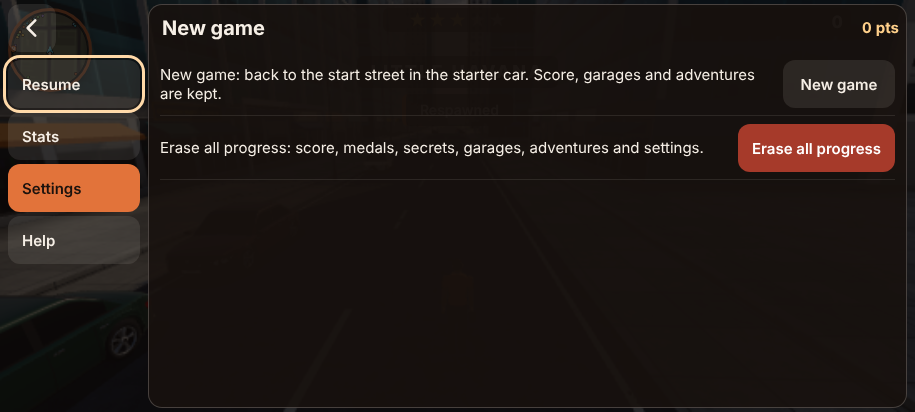 New game
0 pts
Resume
Stats
Settings
Help
New game: back to the start street in the starter car. Score, garages and adventures
are kept.
New game
Erase all progress: score, medals, secrets, garages, adventures and settings.
Erase all progress